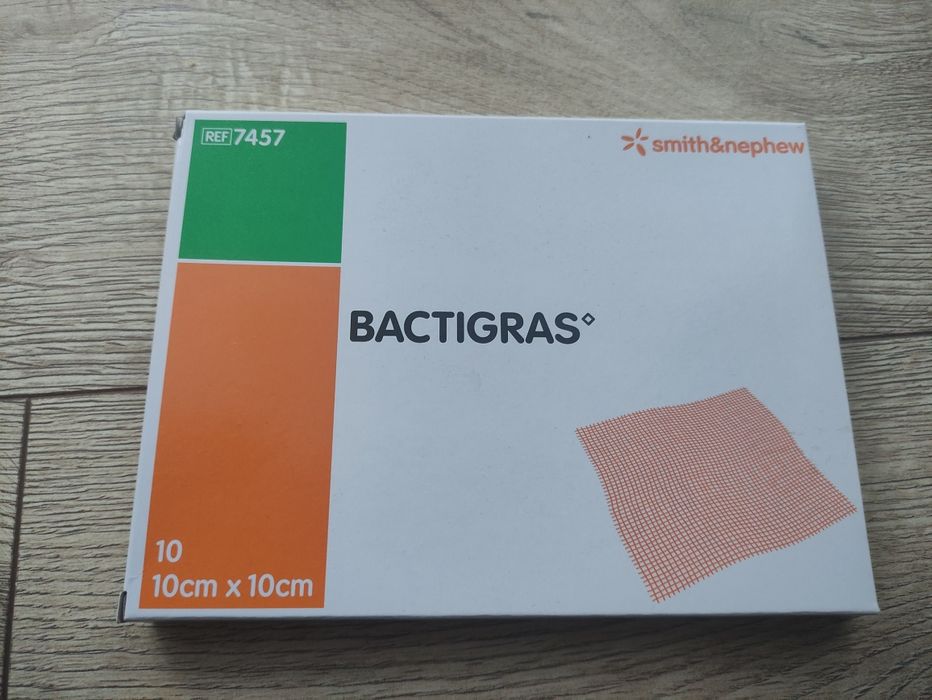 REF 7457
smith&nephew
BACTIGRAS◇
10
10cm x 10cm